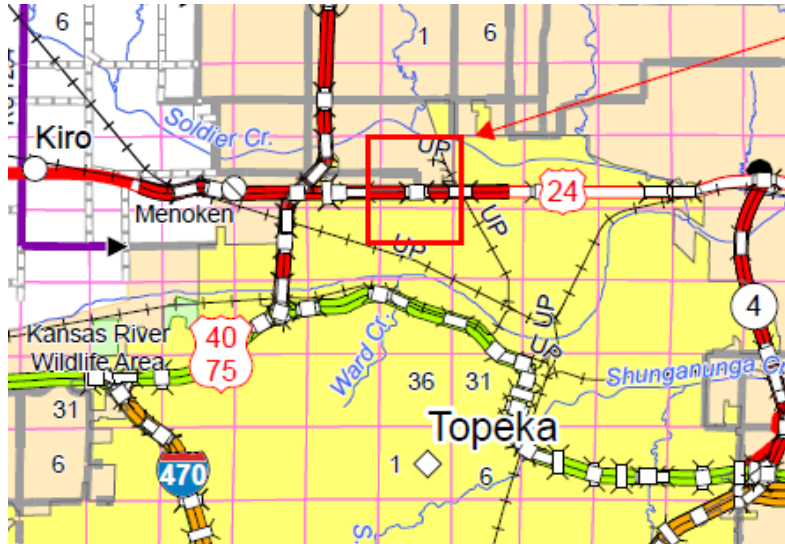 6
1
6
Kiro
Soldier Cr.
UP
24
Menoken
UP
UP
4
Kansas River
Wildlife Area
40
75
Ward Cr.
UP
UP
36
31
Shunganunga Cr
31
Topeka
6
470
1
6
S.